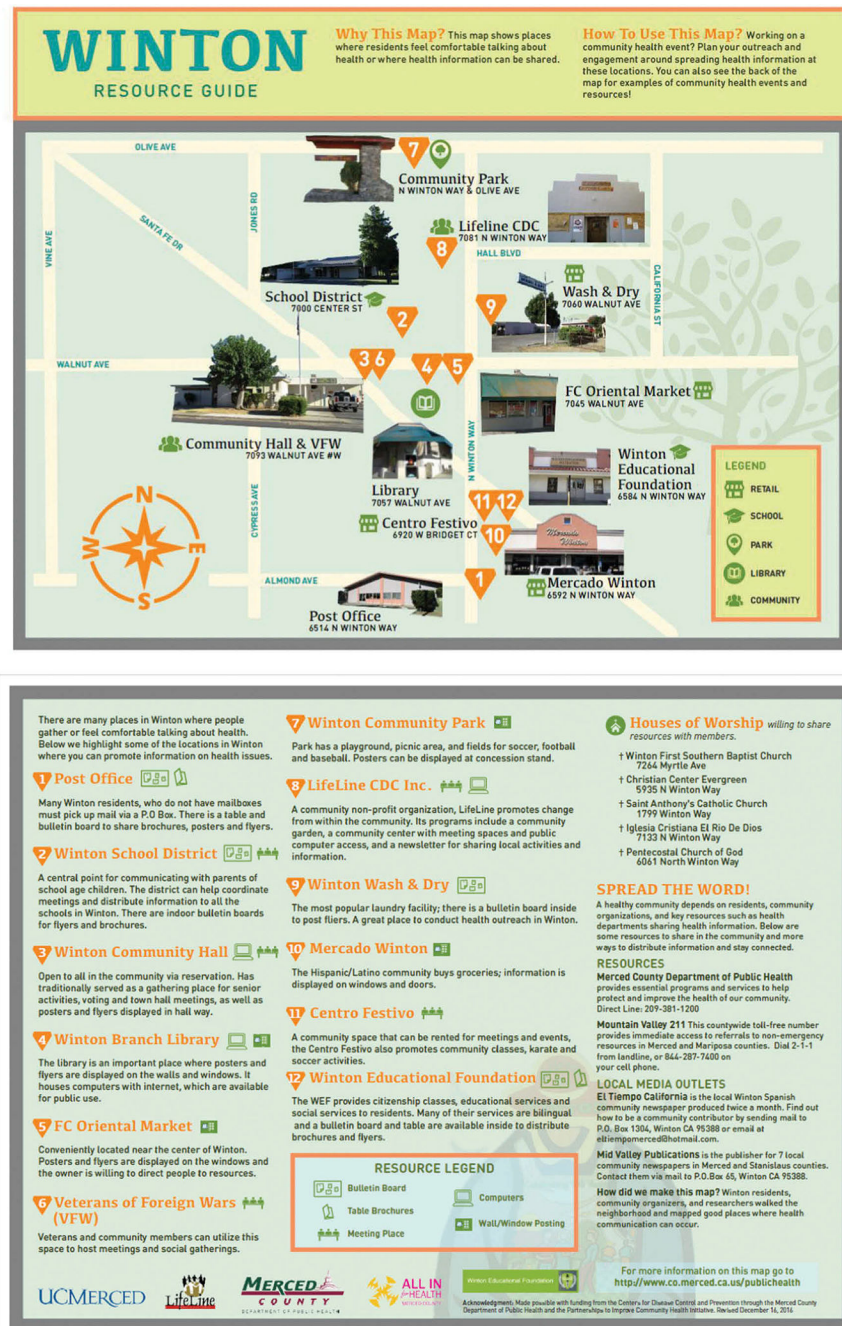 WINTON
RESOURCE GUIDE
Why This Map? This map shows places
where residents feel comfortable talking about
health or where health information can be shared.
How To Use This Map? Working on a
community health event? Plan your outreach and
engagement around spreading health information at
these locations. You can also see the back of the
map for examples of community health events and
resources!
OLIVE AVE
VINE AVE
SANTA FE DR
JONES RD
7
Community Park
N WINTON WAY & OLIVE AVE
Lifeline CDC
7081 N WINTON WAY
8
HALL BLVD
CALIFORNIA ST
School District
7000 CENTER ST
2
9
Wash & Dry
7060 WALNUT AVE
WALNUT AVE
3 6
4
5
FC Oriental Market
7045 WALNUT AVE
Community Hall & VFW
7093 WALNUT AVE #W
N WINTON WAY
Library
7057 WALNUT AVE
Winton
Educational
Foundation
6584 N WINTON WAY
CYPRESS AVE
11 12
Centro Festivo
6920 W BRIDGET CT
10
Mercado
Winton
Mercado Winton
6592 N WINTON WAY
ALMOND AVE
1
Post Office
6514 N WINTON WAY
N
W
E
S
LEGEND
RETAIL
SCHOOL
PARK
LIBRARY
COMMUNITY
There are many places in Winton where people
gather or feel comfortable talking about health.
Below we highlight some of the locations in Winton
where you can promote information on health issues.
1 Post Office
Many Winton residents, who do not have mailboxes
must pick up mail via a P.O Box. There is a table and
bulletin board to share brochures, posters and flyers.
2 Winton School District
A central point for communicating with parents of
school age children. The district can help coordinate
meetings and distribute information to all the
schools in Winton. There are indoor bulletin boards
for flyers and brochures.
3 Winton Community Hall
Open to all in the community via reservation. Has
traditionally served as a gathering place for senior
activities, voting and town hall meetings, as well as
posters and flyers displayed in hall way.
4 Winton Branch Library
The library is an important place where posters and
flyers are displayed on the walls and windows. It
houses computers with internet, which are available
for public use.
5 FC Oriental Market
Conveniently located near the center of Winton.
Posters and flyers are displayed on the windows and
the owner is willing to direct people to resources.
6 Veterans of Foreign Wars
(VFW)
Veterans and community members can utilize this
space to host meetings and social gatherings.
7 Winton Community Park
Park has a playground, picnic area, and fields for soccer, football
and baseball. Posters can be displayed at concession stand.
8 LifeLine CDC Inc.
A community non-profit organization, LifeLine promotes change
from within the community. Its programs include a community
garden, a community center with meeting spaces and public
computer access, and a newsletter for sharing local activities and
information.
9 Winton Wash & Dry
The most popular laundry facility; there is a bulletin board inside
to post fliers. A great place to conduct health outreach in Winton.
10 Mercado Winton
The Hispanic/Latino community buys groceries; information is
displayed on windows and doors.
11 Centro Festivo
A community space that can be rented for meetings and events,
the Centro Festivo also promotes community classes, karate and
soccer activities.
12 Winton Educational Foundation
The WEF provides citizenship classes, educational services and
social services to residents. Many of their services are bilingual
and a bulletin board and table are available inside to distribute
brochures and flyers.
RESOURCE LEGEND
Bulletin Board
Table Brochures
Meeting Place
Computers
Wall/Window Posting
Houses of Worship willing to share
resources with members.
† Winton First Southern Baptist Church
7264 Myrtle Ave
† Christian Center Evergreen
5935 N Winton Way
† Saint Anthony's Catholic Church
1799 Winton Way
† Iglesia Cristiana El Rio De Dios
7133 N Winton Way
† Pentecostal Church of God
6061 North Winton Way
SPREAD THE WORD!
A healthy community depends on residents, community
organizations, and key resources such as health
departments sharing health information. Below are
some resources to share in the community and more
ways to distribute information and stay connected.
RESOURCES
Merced County Department of Public Health
provides essential programs and services to help
protect and improve the health of our community.
Direct Line: 209-381-1200
Mountain Valley 211 This countywide toll-free number
provides immediate access to referrals to non-emergency
resources in Merced and Mariposa counties. Dial 2-1-1
from landline, or 844-287-7400 on
your cell phone.
LOCAL MEDIA OUTLETS
El Tiempo California is the local Winton Spanish
community newspaper produced twice a month. Find out
how to be a community contributor by sending mail to
P.O. Box 1304, Winton CA 95388 or email at
eltiempomerced@hotmail.com.
Mid Valley Publications is the publisher for 7 local
community newspapers in Merced and Stanislaus counties.
Contact them via mail to P.O.Box 65, Winton CA 95388.
How did we make this map? Winton residents,
community organizers, and researchers walked the
neighborhood and mapped good places where health
communication can occur.
UCMERCED
LifeLine
MERCED
COUNTY
DEPARTMENT OF PUBLIC HEALTH
ALL IN
for HEALTH
MERCED COUNTY
Winton Educational Foundation
For more information on this map go to
http://www.co.merced.ca.us/publichealth
Acknowledgment: Made possible with funding from the Centers for Disease Control and Prevention through the Merced County
Department of Public Health and the Partnerships to Improve Community Health Initiative. Revised December 16, 2016